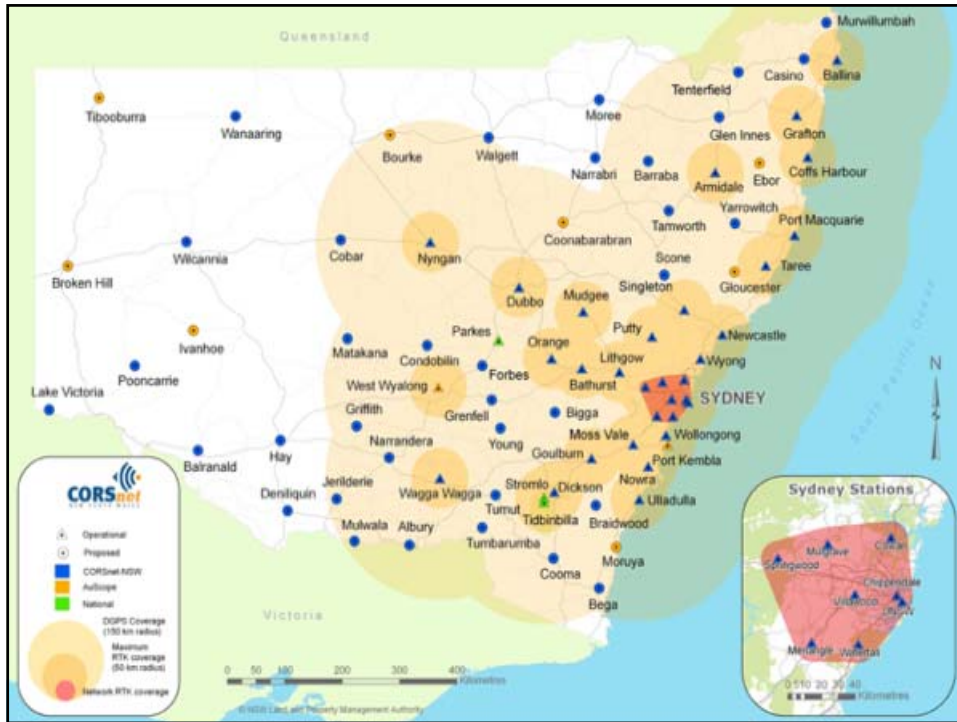 Queensland
Murwillumbah
Casino
Ballina
Tenterfield
Tibooburra
Wanaaring
Moree
Glen Innes
Grafton
Bourke
Walgett
Narrabri
Barraba
Armidale
Ebor
Coffs Harbour
Yarrowitch
Tamworth
Port Macquarie
Coonabarabran
Wilcannia
Cobar
Nyngan
Scone
Taree
Broken Hill
Singleton
Gloucester
Dubbo
Mudgee
Ivanhoe
Parkes
Putty
Newcastle
Matakana
Condobilin
Orange
Lithgow
Wyong
Pooncarrie
Forbes
Bathurst
Lake Victoria
West Wyalong
SYDNEY
Griffith
Grenfell
Bigga
Narrandera
Young
Moss Vale
Wollongong
Balranald
Hay
Goulburn
Port Kembla
Jerilderie
Wagga Wagga
Stromlo
Dickson
Nowra
Ulladulla
Deniliquin
Turnut
Tidbinbilla
Braidwood
Mulwala
Albury
Tumbarumba
Moruya
Cooma
Bega
Victoria
South Pacific Ocean
N
CORSnet
NEW SOUTH WALES
Operational
Proposed
CORSnet-NSW
AuScope
National
DGPS Coverage
(150 km radius)
Maximum
RTK coverage
(50 km radius)
Network RTK coverage
0 50 100 200 300 400
Kilometres
© NSW Land and Property Management Authority
Sydney Stations
Mulgrave
Cowan
Springwood
Chippendale
Villawood
UNSW
Menangle
Waterfall
0 5 10 20 30 40
Kilometres